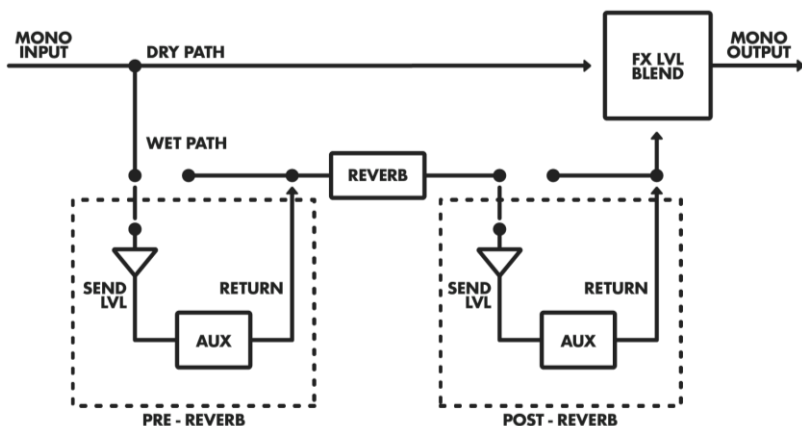 MONO
INPUT
DRY PATH
FX LVL
BLEND
MONO
OUTPUT
WET PATH
REVERB
SEND
LVL
RETURN
AUX
PRE - REVERB
SEND
LVL
RETURN
AUX
POST - REVERB